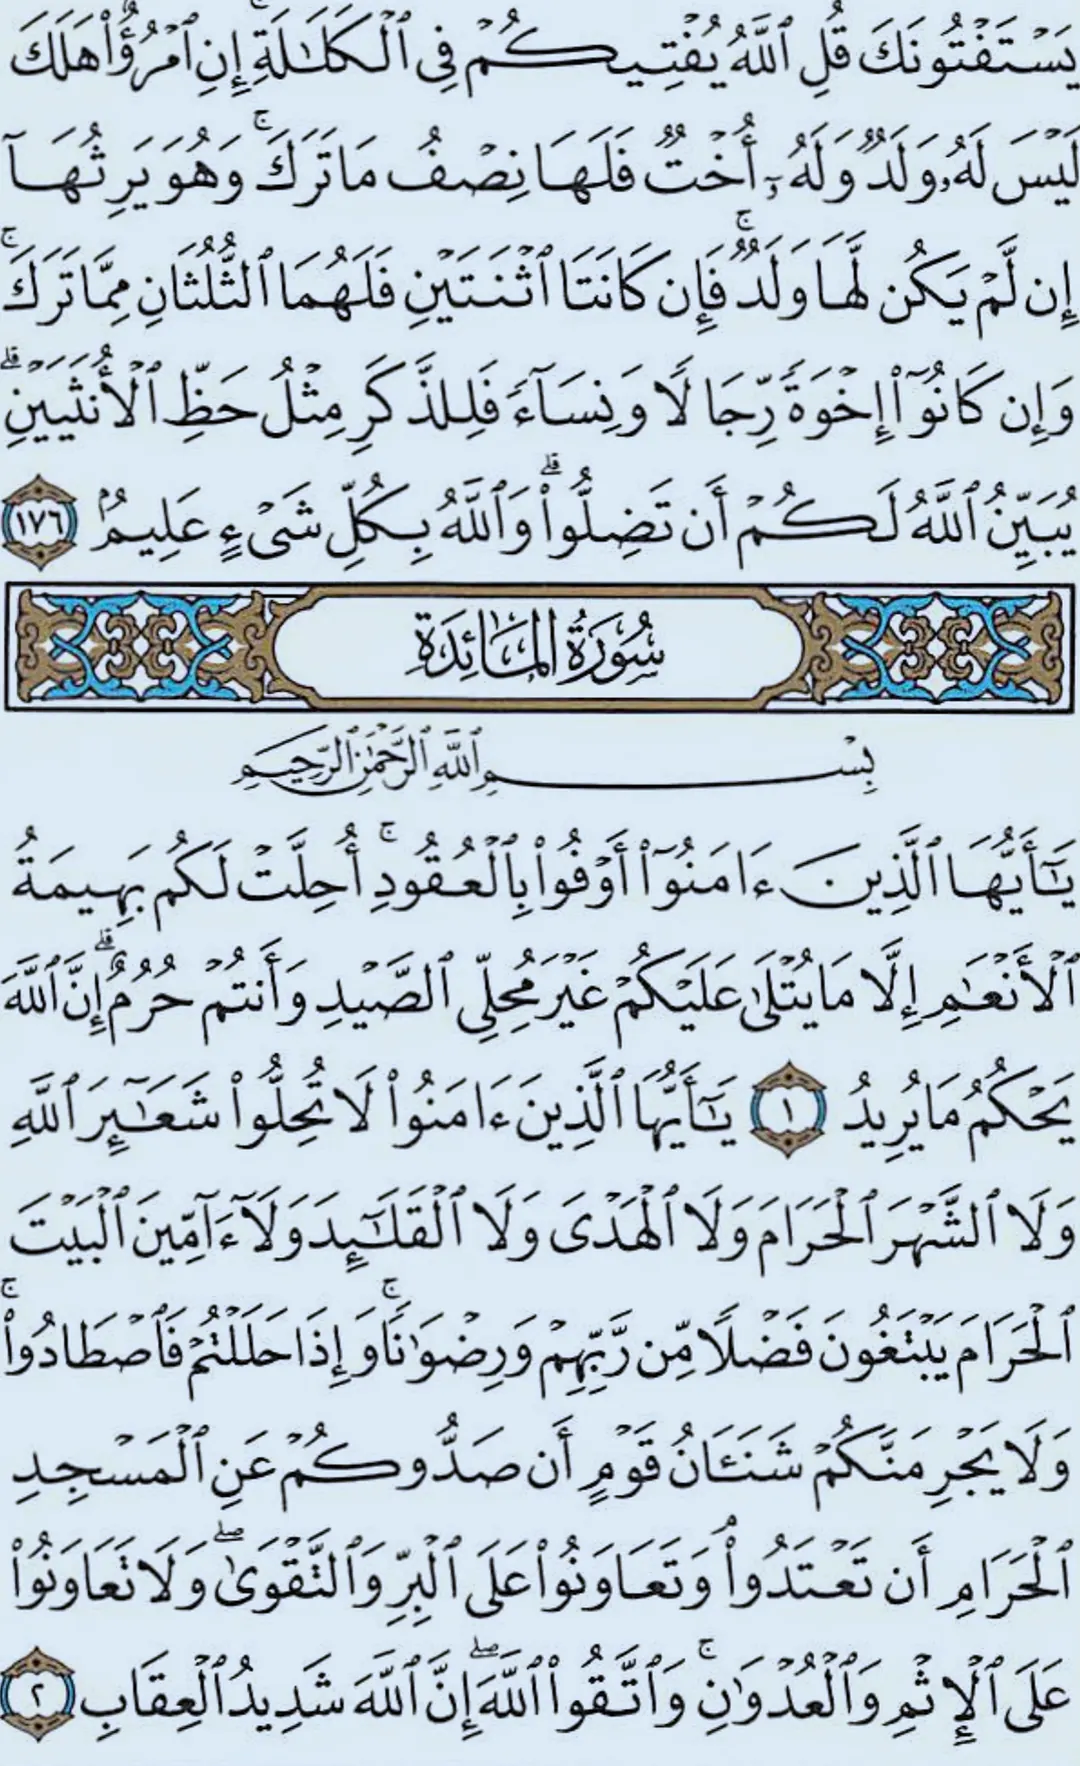 يَسۡتَفۡتُونَكَ قُلِ ٱللَّهُ يُفۡتِيكُمۡ فِي ٱلۡكَلَٰلَةِۚ إِنِ ٱمۡرُؤٌاْ هَلَكَ
لَيۡسَ لَهُۥ وَلَدٌ وَلَهُۥٓ أُخۡتٌ فَلَهَا نِصۡفُ مَا تَرَكَۚ وَهُوَ يَرِثُهَآ
إِن لَّمۡ يَكُن لَّهَا وَلَدٌۚ فَإِن كَانَتَا ٱثۡنَتَيۡنِ فَلَهُمَا ٱلثُّلُثَانِ مِمَّا تَرَكَۚ
وَإِن كَانُوٓاْ إِخۡوَةً رِّجَالًا وَنِسَآءً فَلِلذَّكَرِ مِثۡلُ حَظِّ ٱلۡأُنثَيَيۡنِۗ
يُبَيِّنُ ٱللَّهُ لَكُمۡ أَن تَضِلُّواْۗ وَٱللَّهُ بِكُلِّ شَيۡءٍ عَلِيمُۢ ١٧٦
سُورَةُ المَائِدَةِ
بِسۡمِ ٱللَّهِ ٱلرَّحۡمَٰنِ ٱلرَّحِيمِ
يَٰٓأَيُّهَا ٱلَّذِينَ ءَامَنُوٓاْ أَوۡفُواْ بِٱلۡعُقُودِۚ أُحِلَّتۡ لَكُم بَهِيمَةُ
ٱلۡأَنۡعَٰمِ إِلَّا مَا يُتۡلَىٰ عَلَيۡكُمۡ غَيۡرَ مُحِلِّي ٱلصَّيۡدِ وَأَنتُمۡ حُرُمٌۗ إِنَّ ٱللَّهَ
يَحۡكُمُ مَا يُرِيدُ ١ يَٰٓأَيُّهَا ٱلَّذِينَ ءَامَنُواْ لَا تُحِلُّواْ شَعَٰٓئِرَ ٱللَّهِ
وَلَا ٱلشَّهۡرَ ٱلۡحَرَامَ وَلَا ٱلۡهَدۡيَ وَلَا ٱلۡقَلَٰٓئِدَ وَلَآ ءَآمِّينَ ٱلۡبَيۡتَ
ٱلۡحَرَامَ يَبۡتَغُونَ فَضۡلًا مِّن رَّبِّهِمۡ وَرِضۡوَٰنًاۚ وَإِذَا حَلَلۡتُمۡ فَٱصۡطَادُواْۚ
وَلَا يَجۡرِمَنَّكُمۡ شَنَـَٔانُ قَوۡمٍ أَن صَدُّوكُمۡ عَنِ ٱلۡمَسۡجِدِ
ٱلۡحَرَامِ أَن تَعۡتَدُواْۘ وَتَعَاوَنُواْ عَلَى ٱلۡبِرِّ وَٱلتَّقۡوَىٰۖ وَلَا تَعَاوَنُواْ
عَلَى ٱلۡإِثۡمِ وَٱلۡعُدۡوَٰنِۚ وَٱتَّقُواْ ٱللَّهَۖ إِنَّ ٱللَّهَ شَدِيدُ ٱلۡعِقَابِ ٢